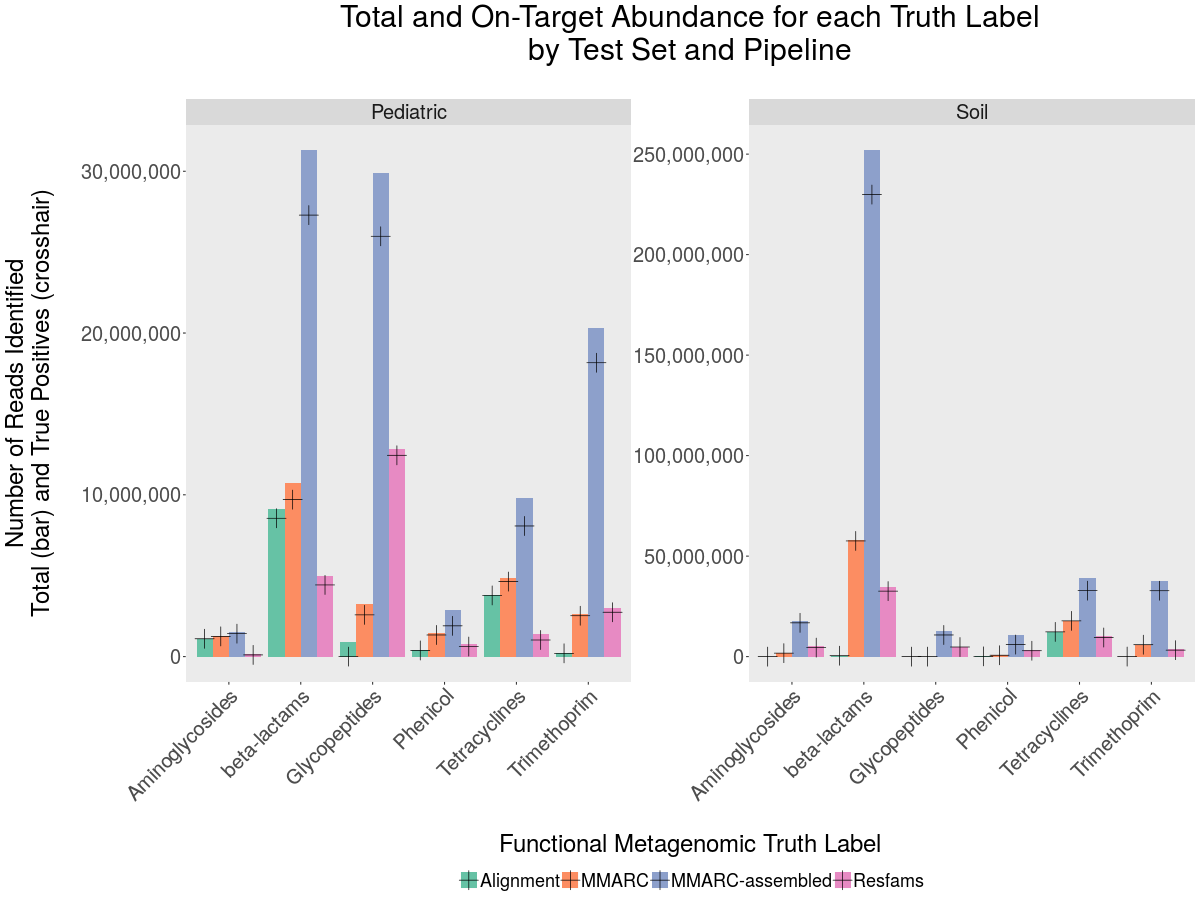 Total and On-Target Abundance for each Truth Label
by Test Set and Pipeline
Number of Reads Identified
Total (bar) and True Positives (crosshair)
Pediatric
30,000,000
20,000,000
10,000,000
0
Aminoglycosides
beta-lactams
Glycopeptides
Phenicol
Tetracyclines
Trimethoprim
Soil
250,000,000
200,000,000
150,000,000
100,000,000
50,000,000
0
Aminoglycosides
beta-lactams
Glycopeptides
Phenicol
Tetracyclines
Trimethoprim
Functional Metagenomic Truth Label
Alignment MMARC MMARC-assembled Resfams